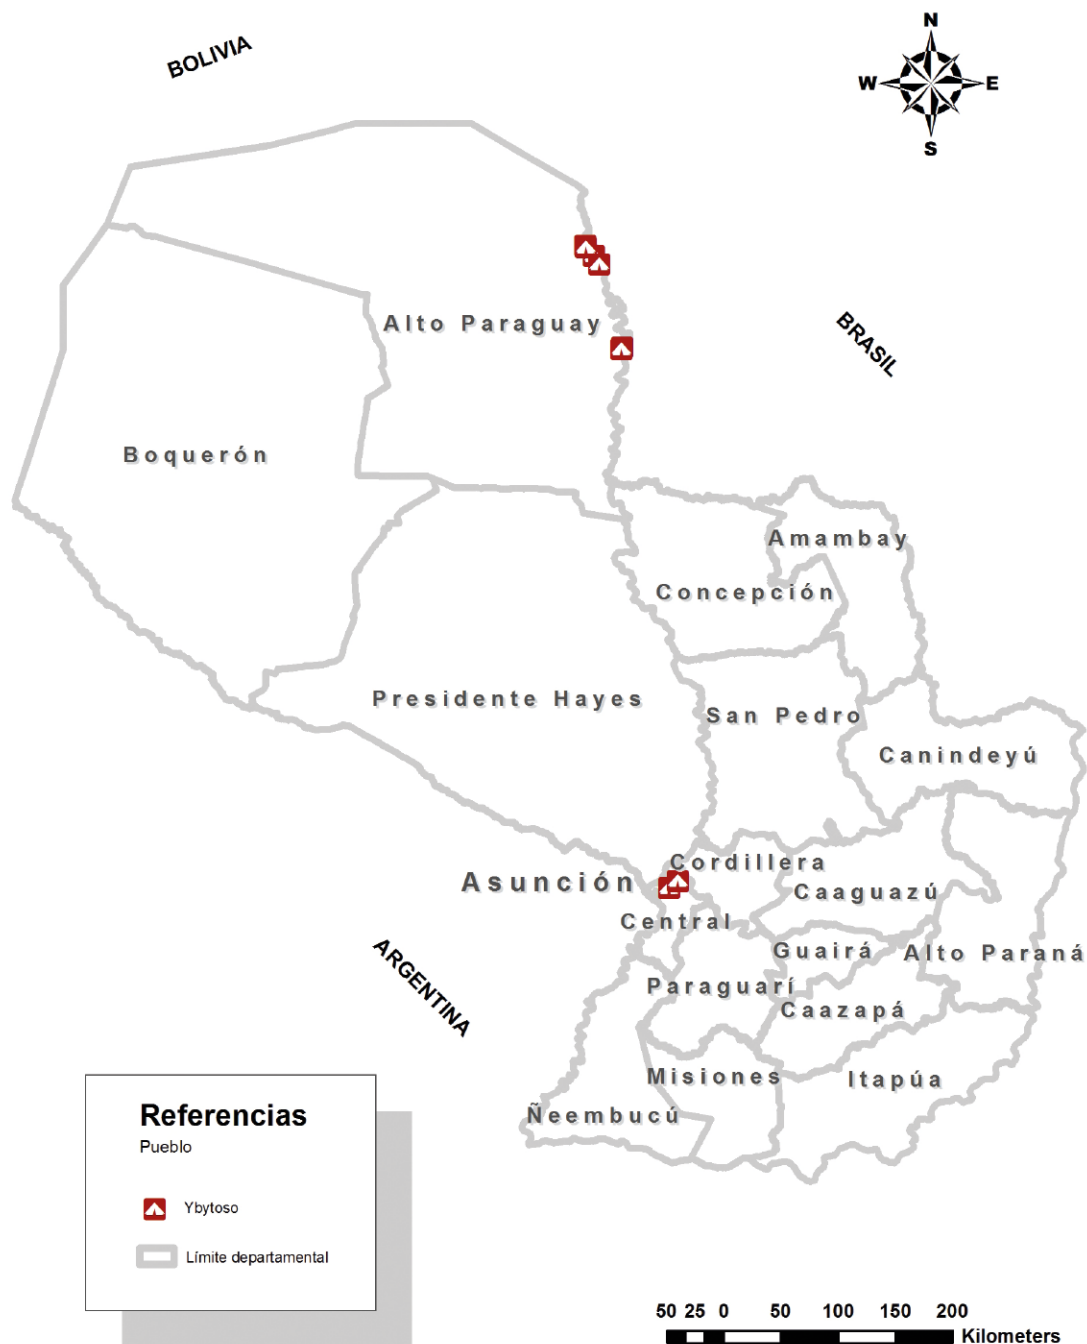 N
BOLIVIA
W E
S
Alto Paraguay
BRASIL
Boquerón
Amambay
Concepción
Presidente Hayes
San Pedro
Canindeyú
Cordillera
Asunción
Caaguazú
Central
ARGENTINA
Guairá
Alto Paraná
Paraguarí
Caazapá
Misiones
Itapúa
Ñeembucú
Referencias
Pueblo
Ybytoso
Límite departamental
50 25 0 50 100 150 200
Kilometers